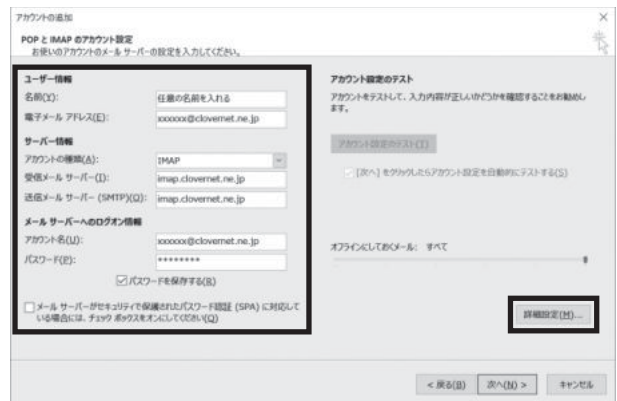 アカウントの追加
POP と IMAP のアカウント設定
お使いのアカウントのメール サーバーの設定を入力してください。
ユーザー情報
名前(Y):
任意の名前を入れる
電子メール アドレス(E):
xxxxxx@clovernet.ne.jp
サーバー情報
アカウントの種類(A):
IMAP
受信メール サーバー(I):
imap.clovernet.ne.jp
送信メール サーバー (SMTP)(O):
imap.clovernet.ne.jp
メール サーバーへのログオン情報
アカウント名(U):
xxxxxx@clovernet.ne.jp
パスワード(P):
********
パスワードを保存する(R)
メール サーバーがセキュリティで保護されたパスワード認証 (SPA) に対応して
いる場合には、チェック ボックスをオンにしてください(Q)
アカウント設定のテスト
アカウントをテストして、入力内容が正しいかどうかを確認することをお勧めし
ます。
アカウント設定のテスト(T)
[次へ] をクリックしたらアカウント設定を自動的にテストする(S)
オフラインにしておくメール: すべて
詳細設定(M)...
< 戻る(B)
次へ(N) >
キャンセル